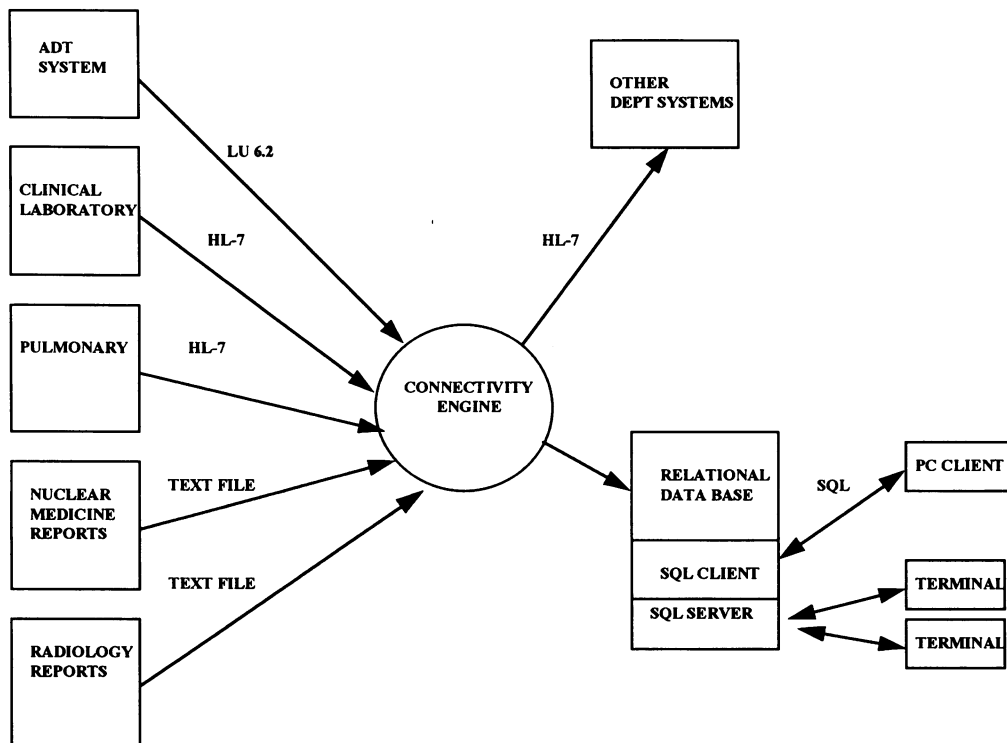 ADT
SYSTEM
LU 6.2
CLINICAL
LABORATORY
HL-7
PULMONARY
HL-7
NUCLEAR
MEDICINE
REPORTS
TEXT FILE
RADIOLOGY
REPORTS
TEXT FILE
CONNECTIVITY
ENGINE
OTHER
DEPT SYSTEMS
HL-7
RELATIONAL
DATA BASE
SQL CLIENT
SQL SERVER
SQL
PC CLIENT
TERMINAL
TERMINAL